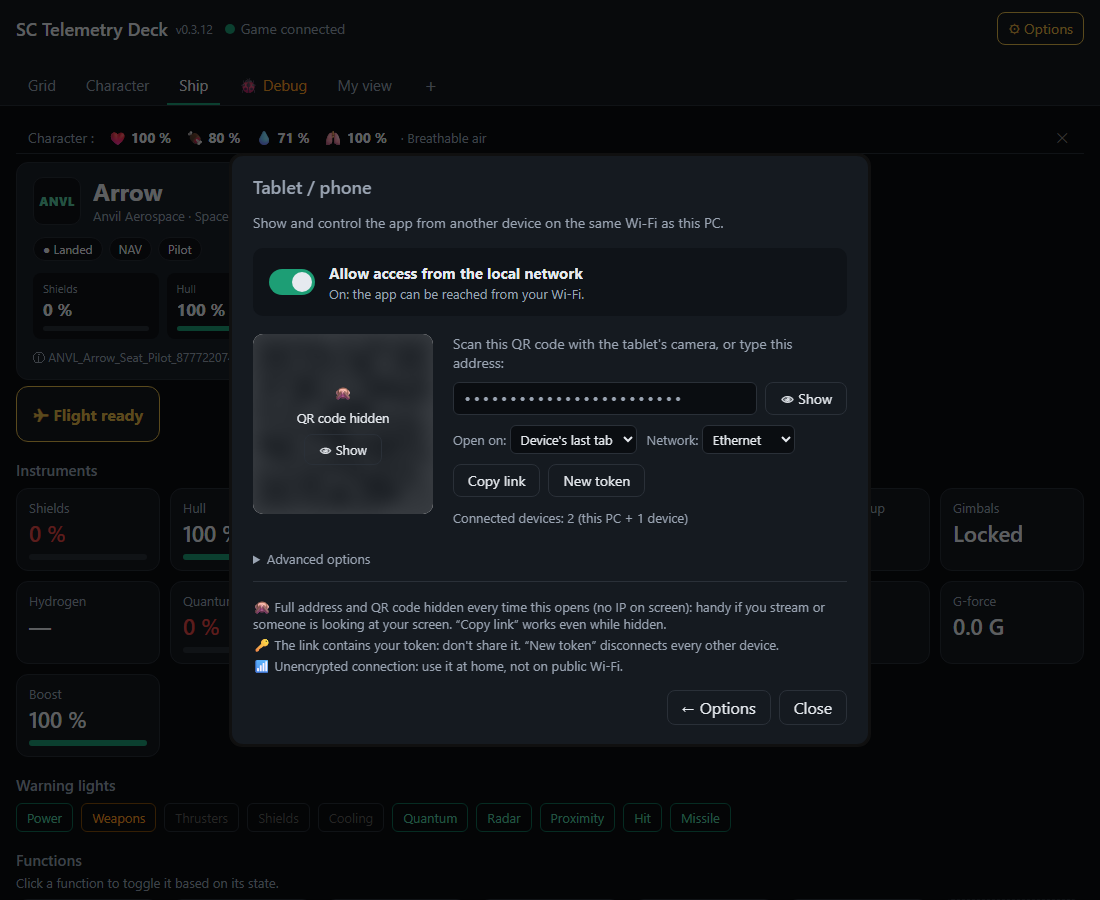 SC Telemetry Deck v0.3.12 Game connected
Options
Grid Character Ship Debug My view +
Character : 100 % 80 % 71 % 100 % · Breathable air
ANVL
Arrow
Anvil Aerospace · Space
Landed NAV Pilot
Shields
0 %
Hull
100 %
ANVL_Arrow_Seat_Pilot_8777220
Flight ready
Tablet / phone
Show and control the app from another device on the same Wi-Fi as this PC.
Allow access from the local network
On: the app can be reached from your Wi-Fi.
QR code hidden
Show
Scan this QR code with the tablet's camera, or type this
address:
Show
Open on: Device's last tab Network: Ethernet
Copy link New token
Connected devices: 2 (this PC + 1 device)
Advanced options
Full address and QR code hidden every time this opens (no IP on screen): handy if you stream or
someone is looking at your screen. “Copy link” works even while hidden.
The link contains your token: don't share it. “New token” disconnects every other device.
Unencrypted connection: use it at home, not on public Wi-Fi.
← Options Close
Instruments
Shields
0 %
Hull
100 %
up
Gimbals
Locked
Hydrogen
—
Quantu
0 %
G-force
0.0 G
Boost
100 %
Warning lights
Power Weapons Thrusters Shields Cooling Quantum Radar Proximity Hit Missile
Functions
Click a function to toggle it based on its state.